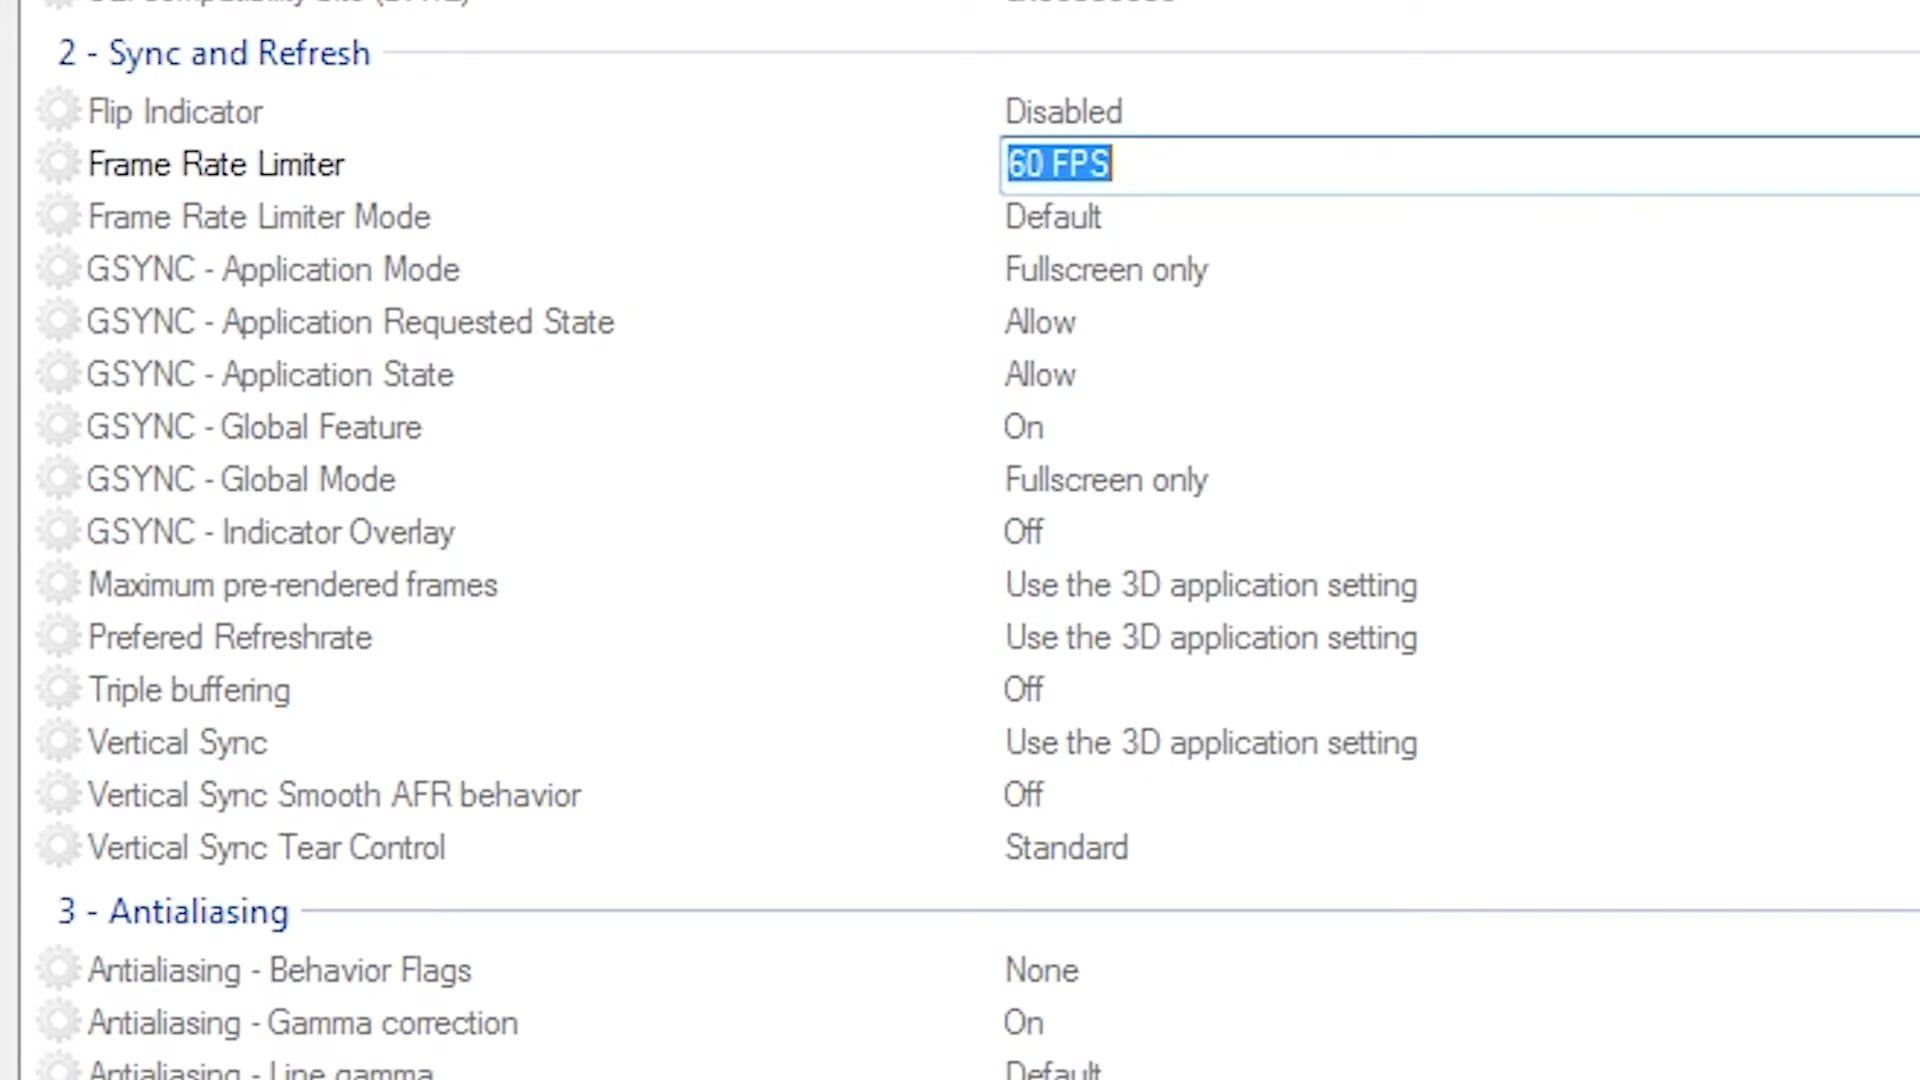 2 - Sync and Refresh
Flip Indicator Disabled
Frame Rate Limiter 60 FPS
Frame Rate Limiter Mode Default
GSYNC - Application Mode Fullscreen only
GSYNC - Application Requested State Allow
GSYNC - Application State Allow
GSYNC - Global Feature On
GSYNC - Global Mode Fullscreen only
GSYNC - Indicator Overlay Off
Maximum pre-rendered frames Use the 3D application setting
Prefered Refreshrate Use the 3D application setting
Triple buffering Off
Vertical Sync Use the 3D application setting
Vertical Sync Smooth AFR behavior Off
Vertical Sync Tear Control Standard
3 - Antialiasing
Antialiasing - Behavior Flags None
Antialiasing - Gamma correction On
Antialiasing - Line gamma Default